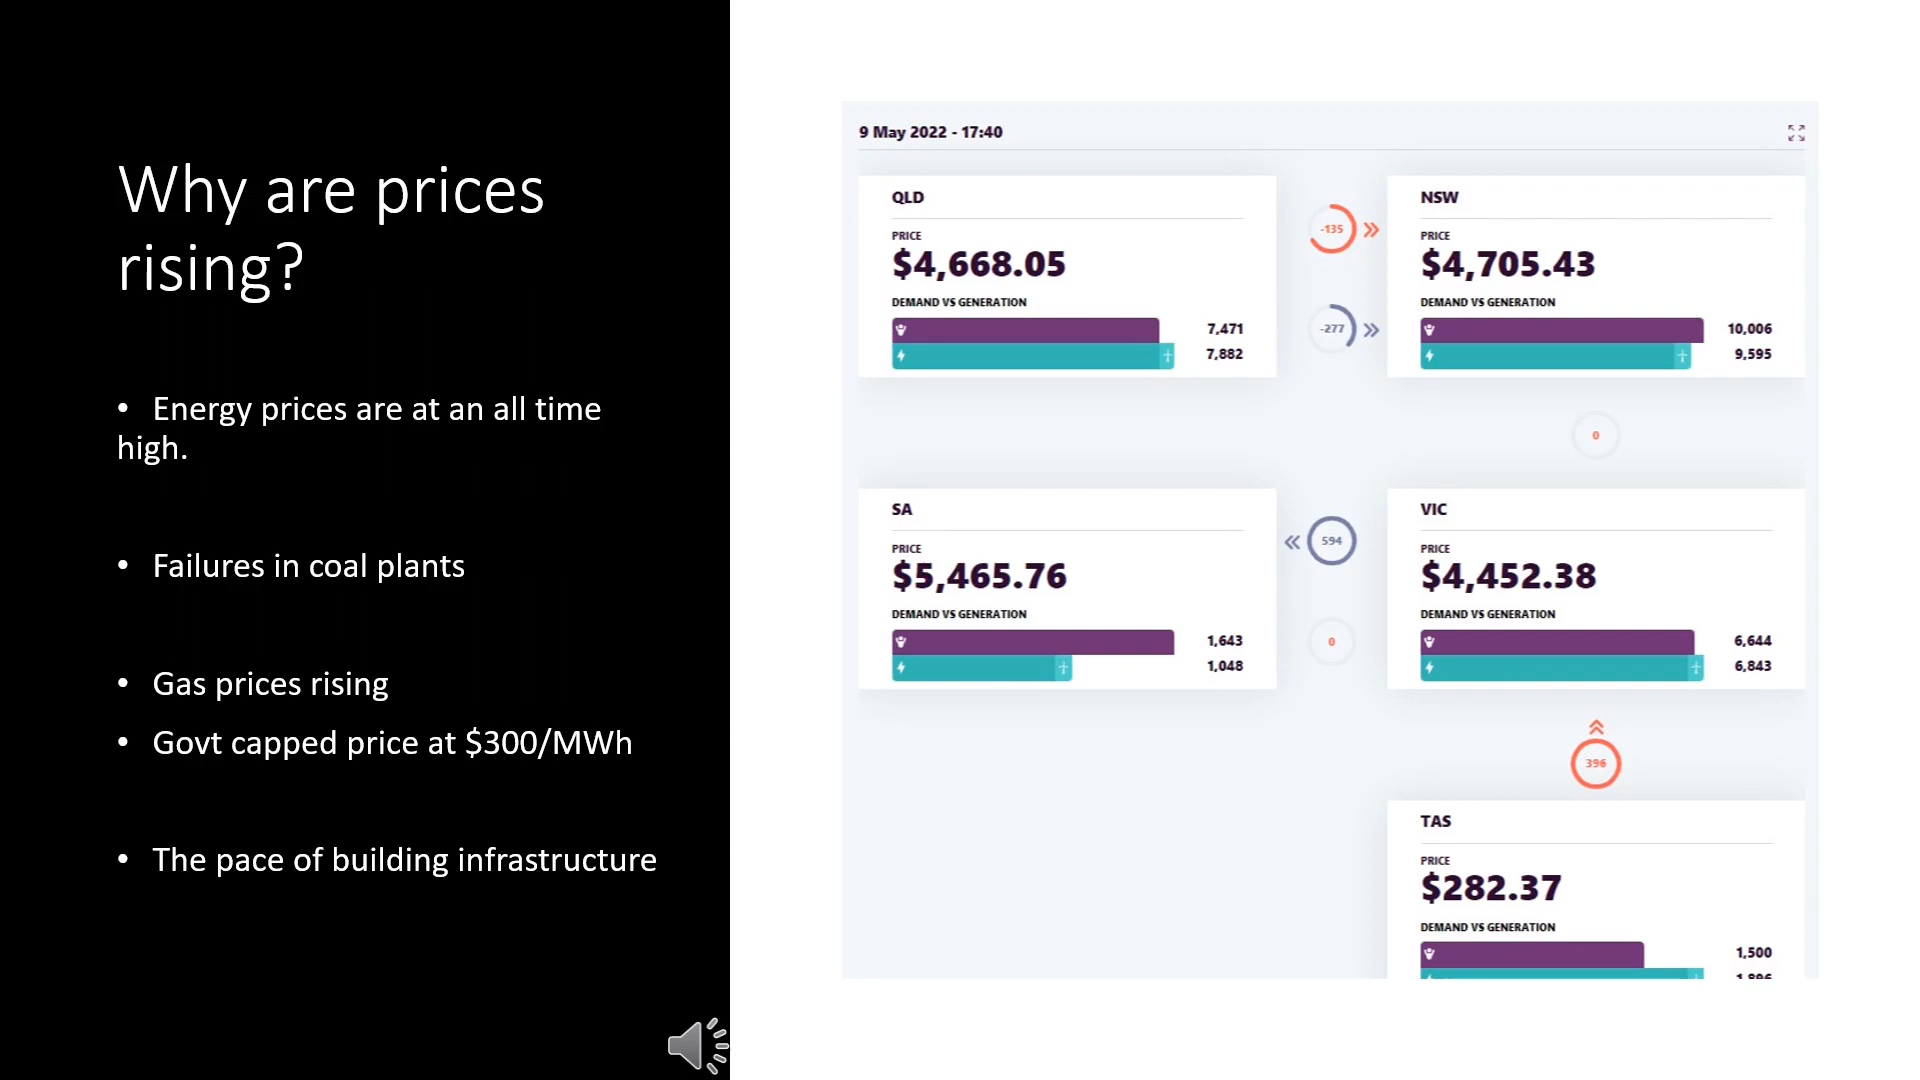 Why are prices
rising?
• Energy prices are at an all time
high.
• Failures in coal plants
• Gas prices rising
• Govt capped price at $300/MWh
• The pace of building infrastructure
9 May 2022 - 17:40
QLD
PRICE
$4,668.05
DEMAND VS GENERATION
7,471
7,882
-135
-277
NSW
PRICE
$4,705.43
DEMAND VS GENERATION
10,006
9,595
0
SA
PRICE
$5,465.76
DEMAND VS GENERATION
1,643
1,048
594
0
VIC
PRICE
$4,452.38
DEMAND VS GENERATION
6,644
6,843
396
TAS
PRICE
$282.37
DEMAND VS GENERATION
1,500
1,896